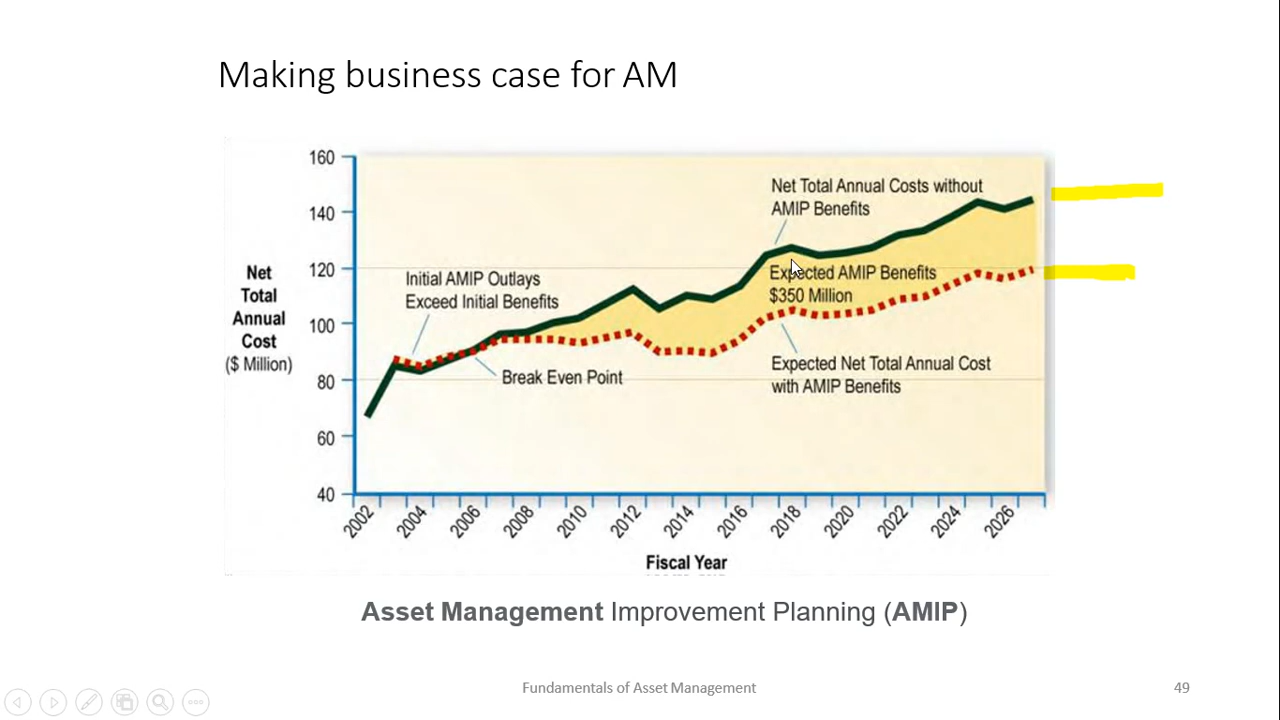 Making business case for AM
160
140
120
100
80
60
40
Net
Total
Annual
Cost
($ Million)
Net Total Annual Costs without
AMIP Benefits
Initial AMIP Outlays
Exceed Initial Benefits
Expected AMIP Benefits
$350 Million
Break Even Point
Expected Net Total Annual Cost
with AMIP Benefits
2002
2004
2006
2008
2010
2012
2014
2016
2018
2020
2022
2024
2026
Fiscal Year
Asset Management Improvement Planning (AMIP)
Fundamentals of Asset Management
49